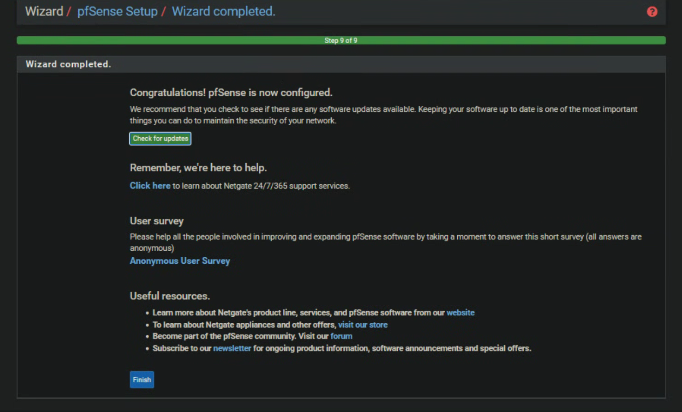 Wizard / pfSense Setup / Wizard completed.
Step 9 of 9
Wizard completed.
Congratulations! pfSense is now configured.
We recommend that you check to see if there are any software updates available. Keeping your software up to date is one of the most important
things you can do to maintain the security of your network.
Check for updates
Remember, we're here to help.
Click here to learn about Netgate 24/7/365 support services.
User survey
Please help all the people involved in improving and expanding pfSense software by taking a moment to answer this short survey (all answers are
anonymous)
Anonymous User Survey
Useful resources.
• Learn more about Netgate's product line, services, and pfSense software from our website
• To learn about Netgate appliances and other offers, visit our store
• Become part of the pfSense community. Visit our forum
• Subscribe to our newsletter for ongoing product information, software announcements and special offers.
Finish